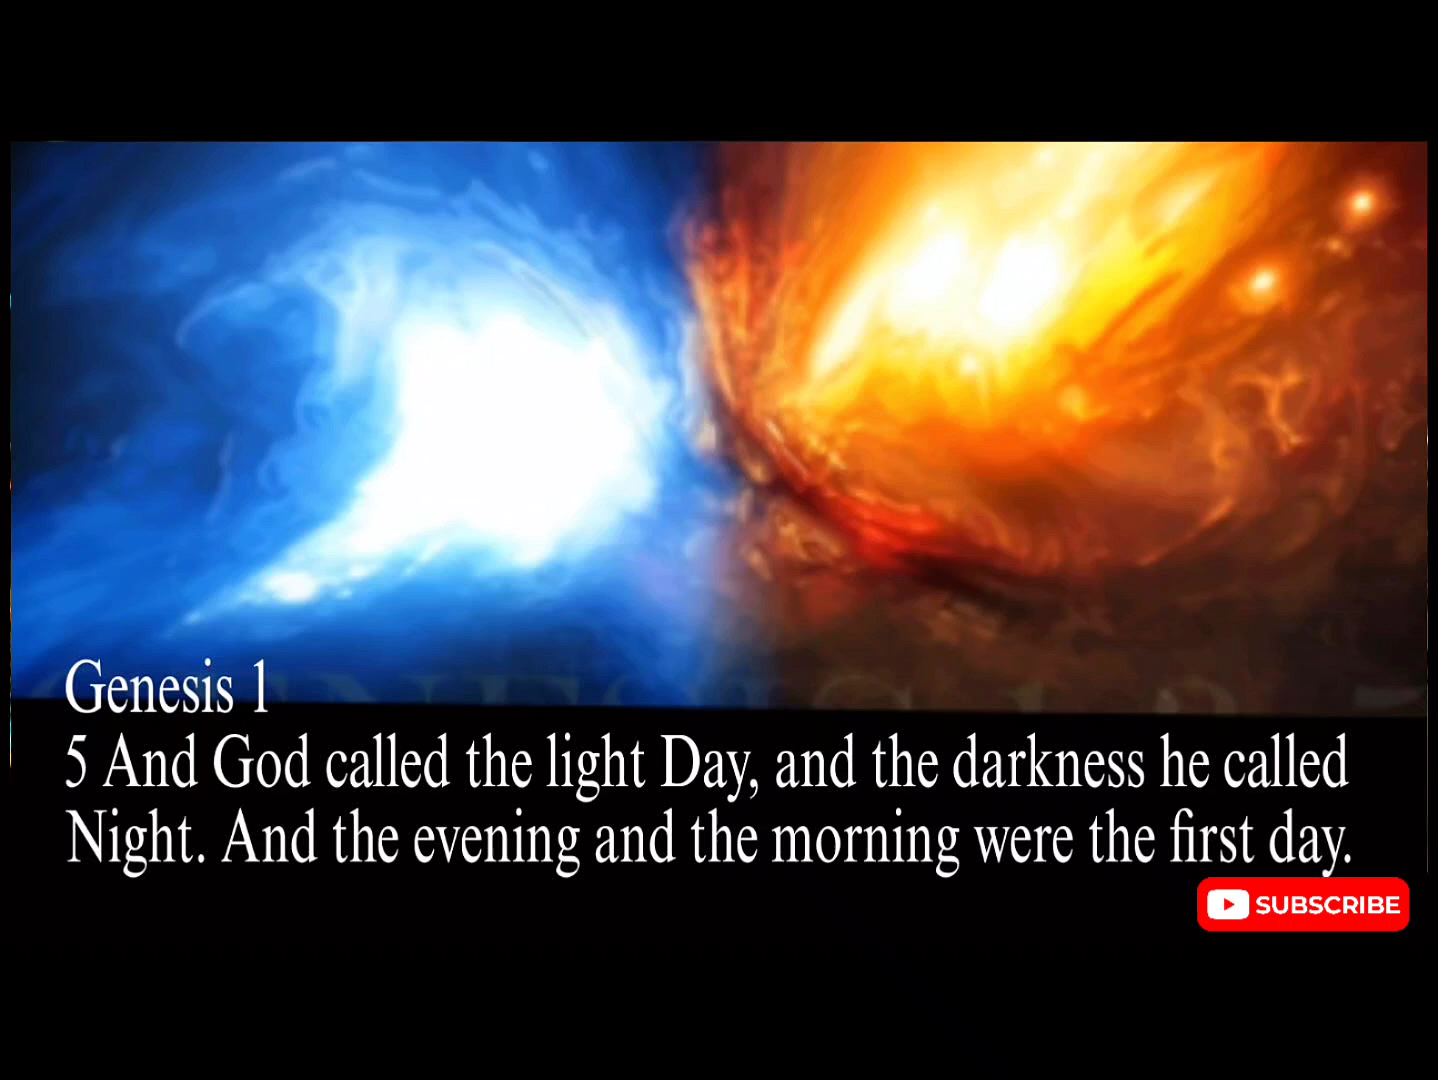 Genesis 1
5 And God called the light Day, and the darkness he called
Night. And the evening and the morning were the first day.
SUBSCRIBE